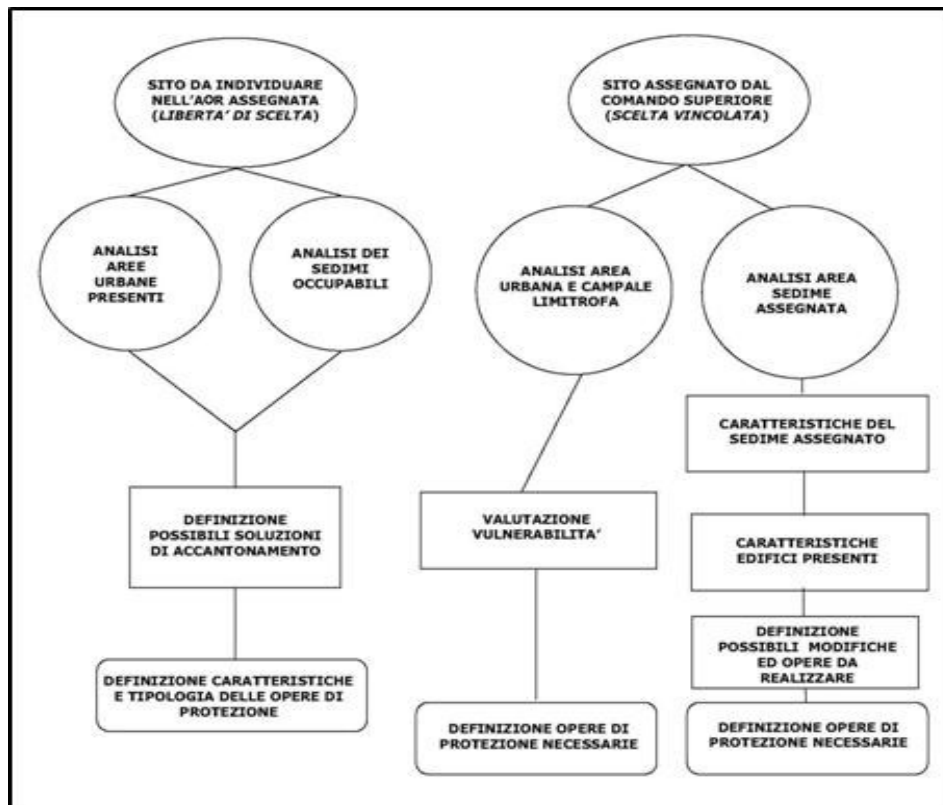 SITO DA INDIVIDUARE
NELL'AOR ASSEGNATA
(LIBERTA' DI SCELTA)
ANALISI
AREE
URBANE
PRESENTI
ANALISI DEI
SEDIMI
OCCUPABILI
DEFINIZIONE
POSSIBILI SOLUZIONI
DI ACCANTONAMENTO
DEFINIZIONE CARATTERISTICHE
E TIPOLOGIA DELLE OPERE DI
PROTEZIONE
SITO ASSEGNATO DAL
COMANDO SUPERIORE
(SCELTA VINCOLATA)
ANALISI AREA
URBANA E CAMPALE
LIMITROFA
VALUTAZIONE
VULNERABILITA'
DEFINIZIONE OPERE DI
PROTEZIONE NECESSARIE
ANALISI AREA
SEDIME
ASSEGNATA
CARATTERISTICHE DEL
SEDIME ASSEGNATO
CARATTERISTICHE
EDIFICI PRESENTI
DEFINIZIONE
POSSIBILI MODIFICHE
ED OPERE DA
REALIZZARE
DEFINIZIONE OPERE DI
PROTEZIONE NECESSARIE